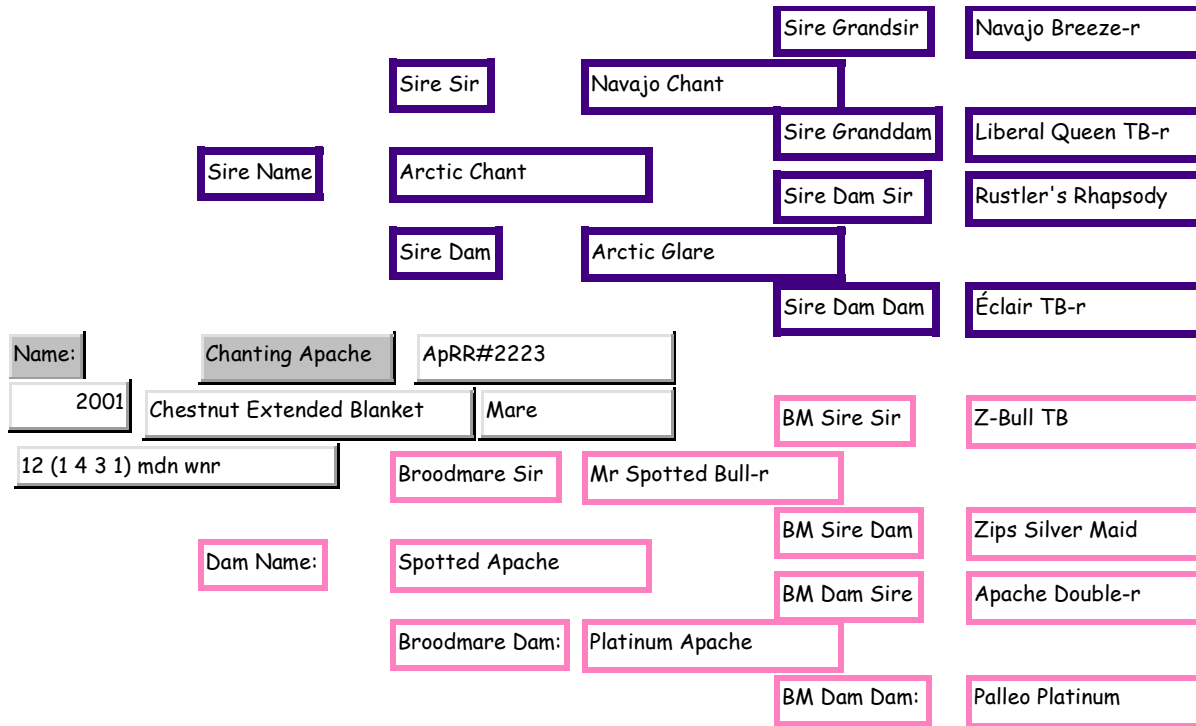 Sire Grandsir Navajo Breeze-r
Sire Sir Navajo Chant
Sire Granddam Liberal Queen TB-r
Sire Name Arctic Chant
Sire Dam Sir Rustler's Rhapsody
Sire Dam Arctic Glare
Sire Dam Dam Éclair TB-r
Name: Chanting Apache ApRR#2223
2001 Chestnut Extended Blanket Mare
BM Sire Sir Z-Bull TB
12 (1 4 3 1) mdn wnr
Broodmare Sir Mr Spotted Bull-r
BM Sire Dam Zips Silver Maid
Dam Name: Spotted Apache
BM Dam Sire Apache Double-r
Broodmare Dam: Platinum Apache
BM Dam Dam: Palleo Platinum